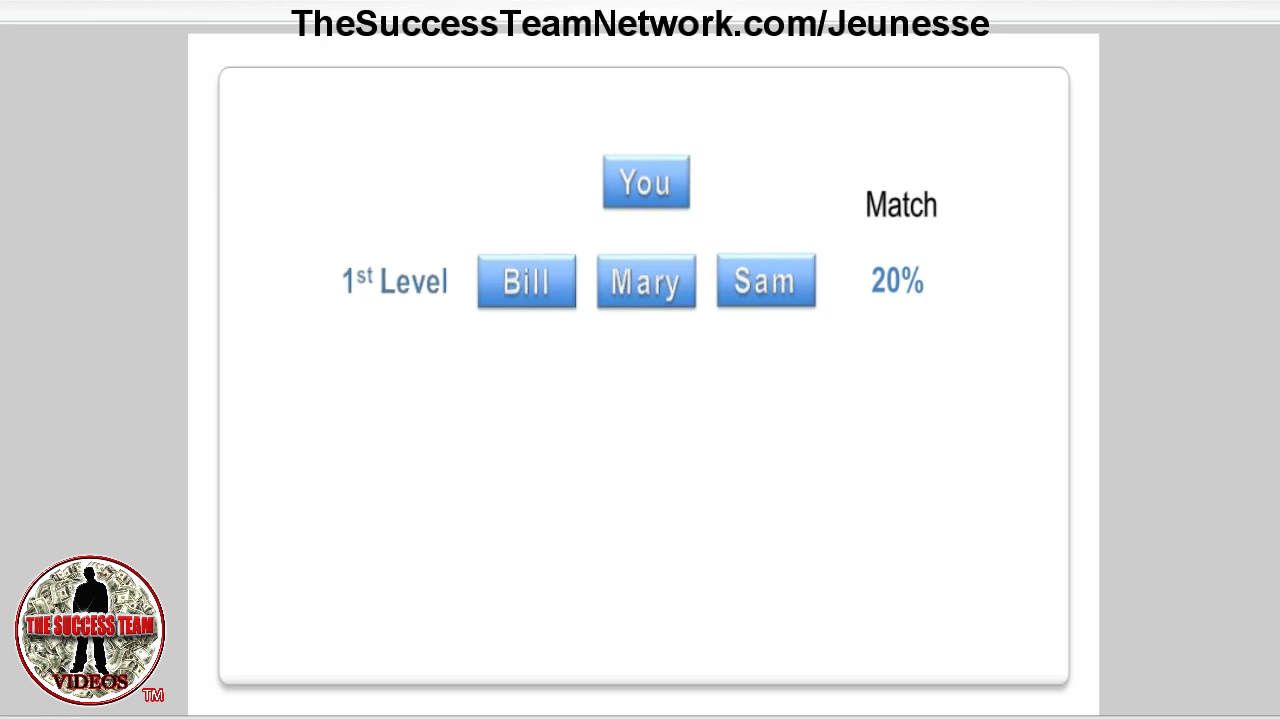 TheSuccessTeamNetwork.com/Jeunesse
You
Match
1st Level Bill Mary Sam 20%
THE SUCCESS TEAM
VIDEOS
TM